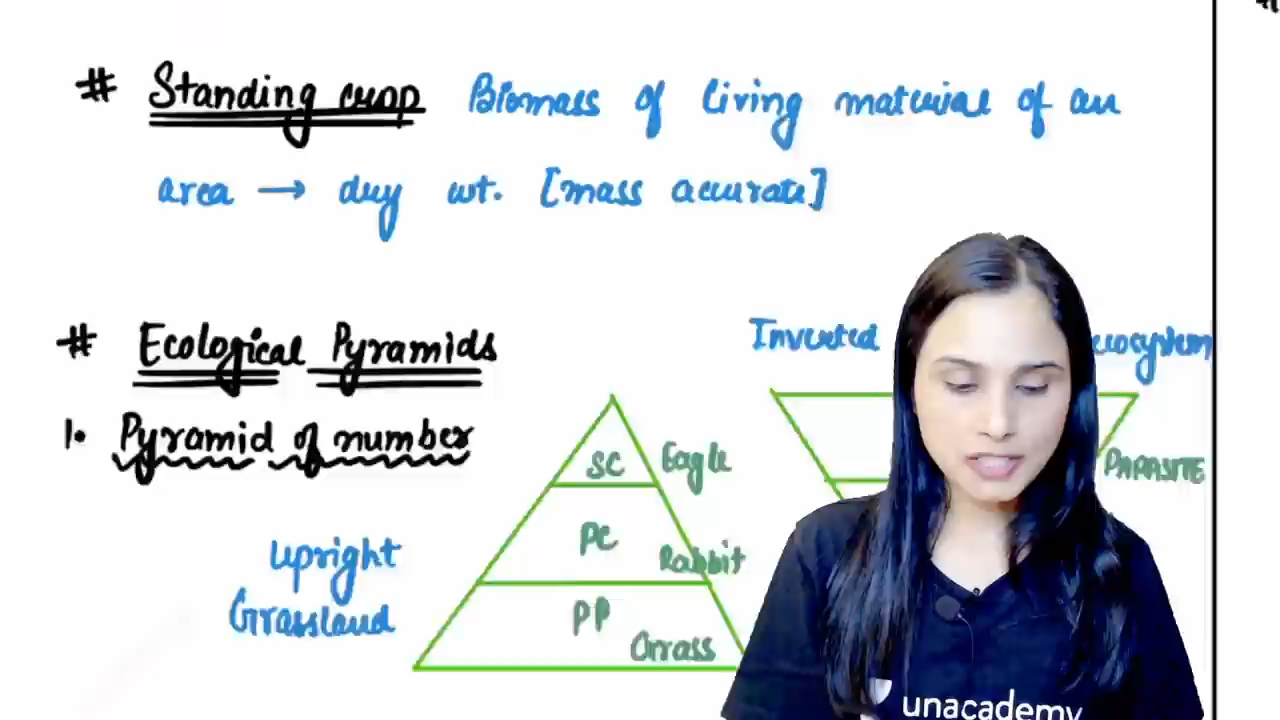 # Standing crop Biomass of living material of an
area → dry wt. [mass accurate]
# Ecological Pyramids
Inverted
ecosystem
1. Pyramid of number
SC Eagle
PARASITE
PC Rabbit
upright
Grassland
PP Grass
unacademy